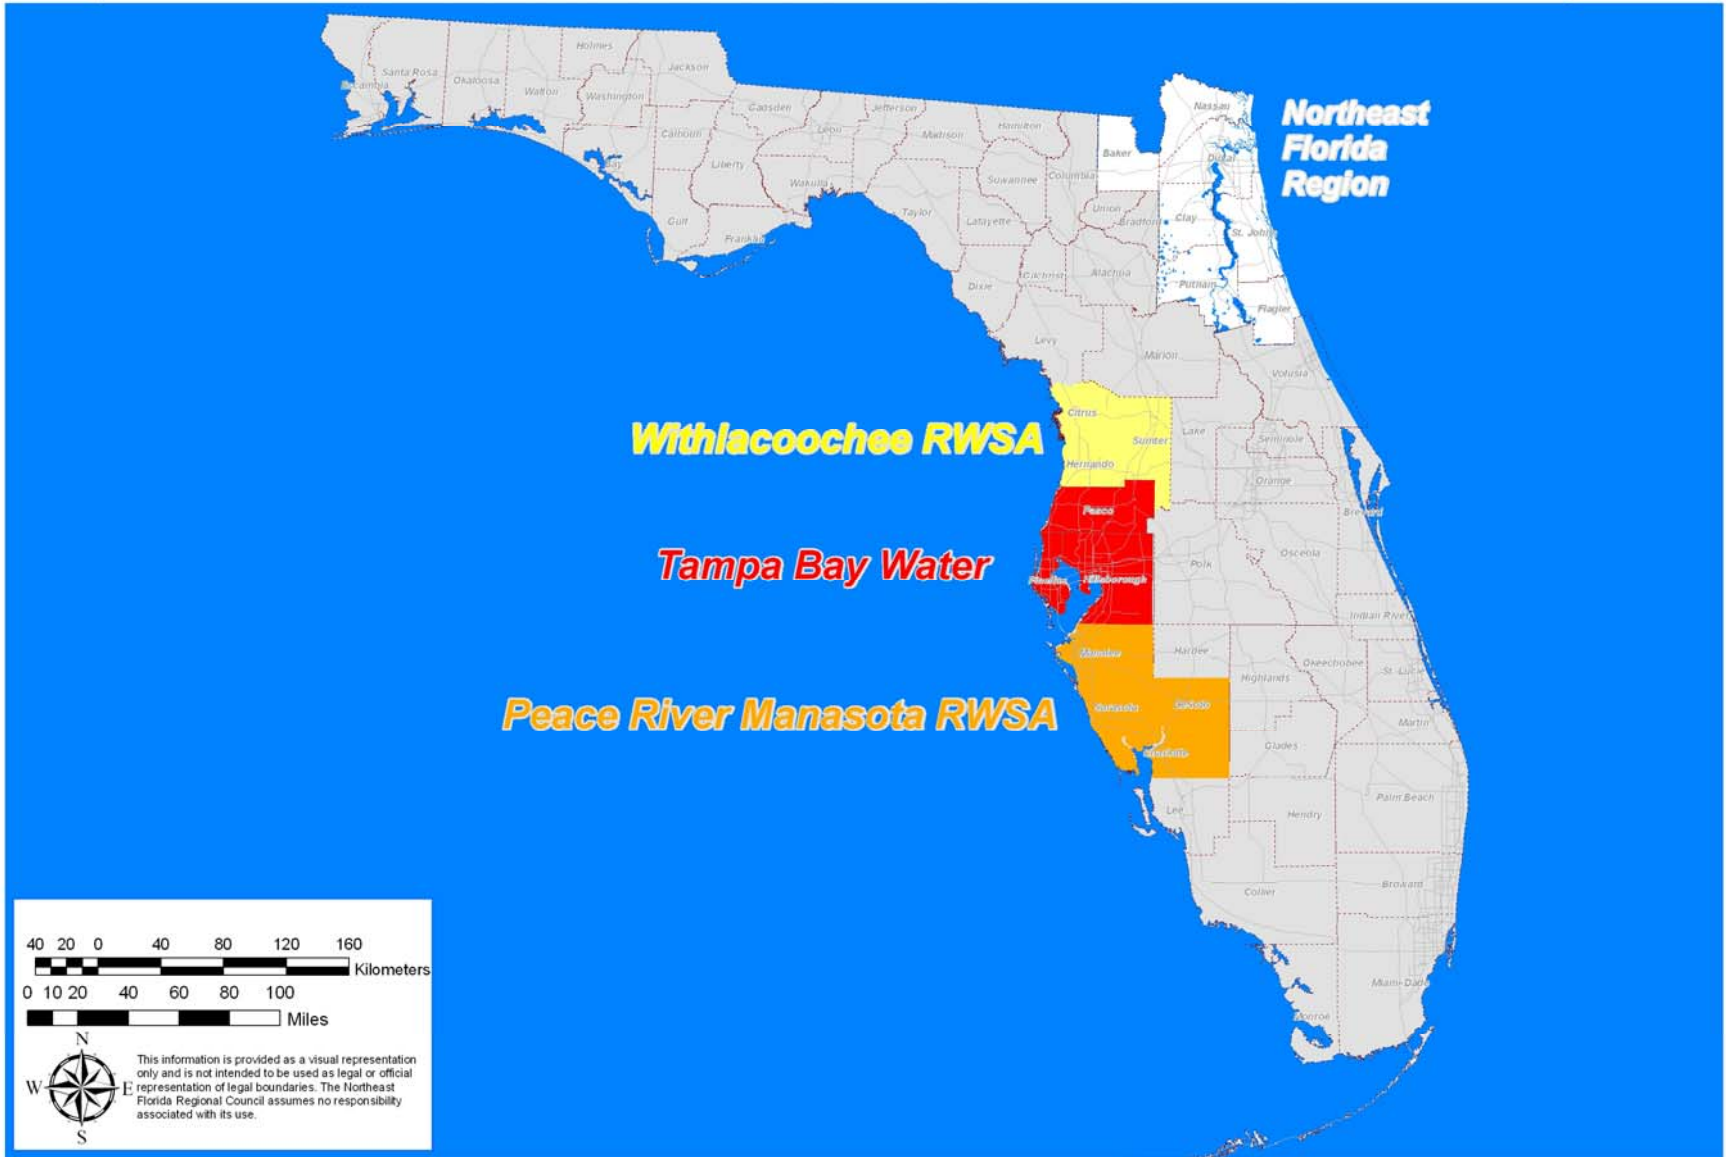 Holmes
Jackson
Santa Rosa
Okaloosa
Escambia
Walton
Washington
Gadsden
Jefferson
Nassau
Northeast
Florida
Region
Calhoun
Leon
Madison
Hamilton
Baker
Duval
Bay
Liberty
Wakulla
Suwannee
Columbia
Gulf
Franklin
Taylor
Lafayette
Union
Bradford
Clay
St. Johns
Dixie
Gilchrist
Alachua
Putnam
Flagler
Levy
Marion
Volusia
Withlacoochee RWSA
Citrus
Sumter
Lake
Seminole
Hernando
Orange
Pasco
Brevard
Tampa Bay Water
Pinellas
Hillsborough
Polk
Osceola
Indian River
Manatee
Hardee
Highlands
Okeechobee
St. Lucie
Peace River Manasota RWSA
Sarasota
DeSoto
Martin
Charlotte
Glades
Lee
Hendry
Palm Beach
Collier
Broward
Miami-Dade
Monroe
40 20 0 40 80 120 160
Kilometers
0 10 20 40 60 80 100
Miles
N
W
E
S
This information is provided as a visual representation
only and is not intended to be used as legal or official
representation of legal boundaries. The Northeast
Florida Regional Council assumes no responsibility
associated with its use.